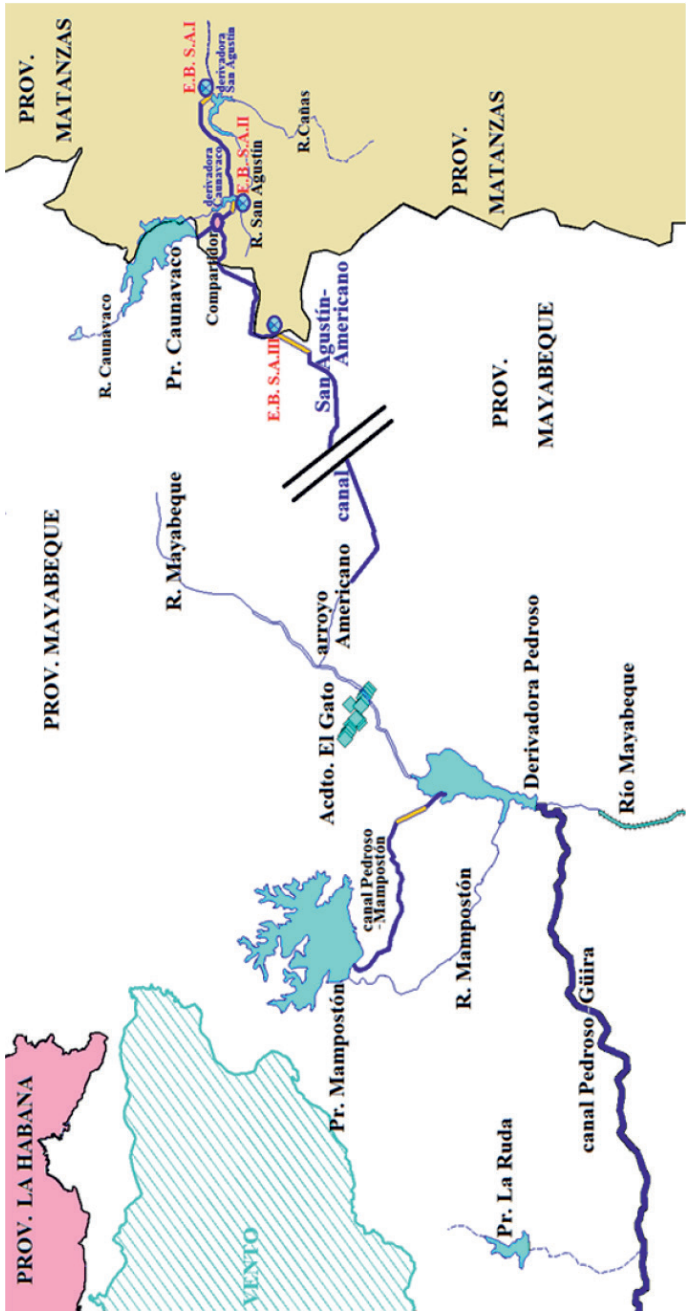 PROV. LA HABANA
PROV. MAYABEQUE
PROV.
MATANZAS
R. Caunavaco
Pr. Caunavaco
R. Mayabeque
E.B. S.A.I
derivadora
San Agustín
Compartidor
derivadora
Caunavaco
E.B. S.A.II
R. San Agustín
VENTO
E.B. S.A.III
R.Cañas
San Agustín-
Americano
canal
arroyo
Americano
Acdto. El Gato
Pr. Mampostón
canal Pedroso
-Mampostón
R. Mampostón
PROV.
MATANZAS
PROV.
MAYABEQUE
Derivadora Pedroso
Pr. La Ruda
canal Pedroso_Güira
Río Mayabeque